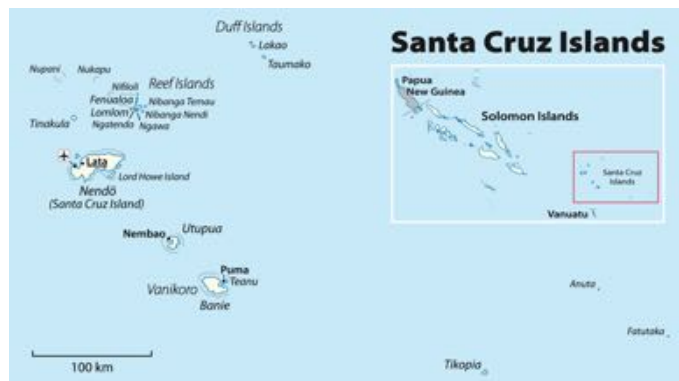 Santa Cruz Islands
Duff Islands
Lakao
Taumako
Nupani
Nukapu
Nifiloli
Reef Islands
Fenualoa
Nibanga Temau
Lomlom
Nibanga Nendi
Ngatendo
Ngawa
Tinakula
Lata
Lord Howe Island
Nendö
(Santa Cruz Island)
Nembao
Utupua
Puma
Teanu
Vanikoro
Banie
Papua
New Guinea
Solomon Islands
Santa Cruz
Islands
Vanuatu
Anuta
Fatutaka
Tikopia
100 km